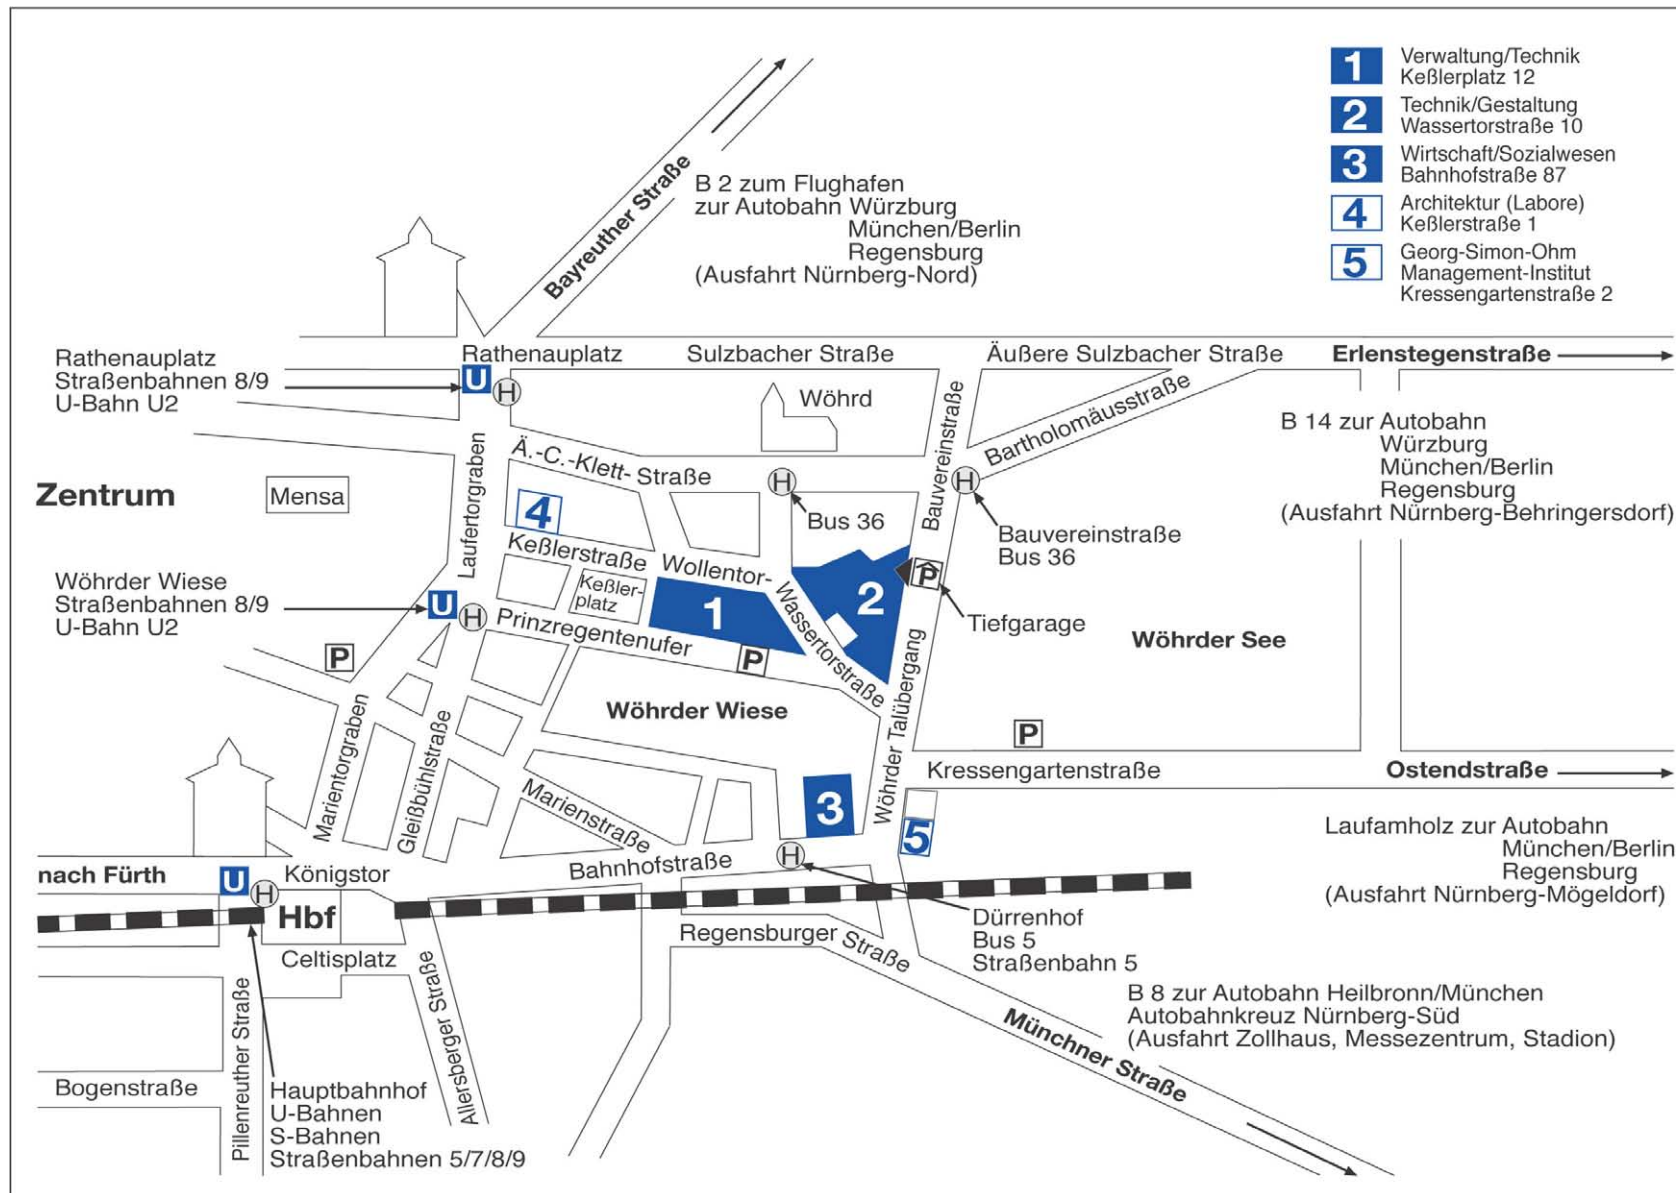 1 Verwaltung/Technik
Keßlerplatz 12
2 Technik/Gestaltung
Wassertorstraße 10
3 Wirtschaft/Sozialwesen
Bahnhofstraße 87
4 Architektur (Labore)
Keßlerstraße 1
5 Georg-Simon-Ohm
Management-Institut
Kressengartenstraße 2
Bayreuther Straße
B 2 zum Flughafen
zur Autobahn Würzburg
München/Berlin
Regensburg
(Ausfahrt Nürnberg-Nord)
Rathenauplatz
Straßenbahnen 8/9
U-Bahn U2
Rathenauplatz
Sulzbacher Straße
Äußere Sulzbacher Straße
Erlenstegenstraße
U
H
Wöhrd
Bauvereinstraße
Bartholomäusstraße
B 14 zur Autobahn
Würzburg
München/Berlin
Regensburg
(Ausfahrt Nürnberg-Behringersdorf)
Laufertorgraben
Ä.-C.-Klett-Straße
Zentrum
Mensa
4
H
Bus 36
H
Bauvereinstraße
Bus 36
Keßlerstraße
Wollentor-
Wassertorstraße
Keßler-
platz
1
2
P
Tiefgarage
Wöhrder See
Wöhrder Wiese
Straßenbahnen 8/9
U-Bahn U2
U
H
Prinzregentenufer
P
P
Wöhrder Talübergang
Wöhrder Wiese
P
Marientorgraben
Gleißbühlstraße
Marienstraße
3
Kressengartenstraße
Ostendstraße
5
Laufamholz zur Autobahn
München/Berlin
Regensburg
(Ausfahrt Nürnberg-Mögeldorf)
nach Fürth
U
H
Königstor
Bahnhofstraße
H
Hbf
Celtisplatz
Regensburger Straße
Dürrenhof
Bus 5
Straßenbahn 5
B 8 zur Autobahn Heilbronn/München
Autobahnkreuz Nürnberg-Süd
(Ausfahrt Zollhaus, Messezentrum, Stadion)
Münchner Straße
Allersberger Straße
Pillenreuther Straße
Bogenstraße
Hauptbahnhof
U-Bahnen
S-Bahnen
Straßenbahnen 5/7/8/9